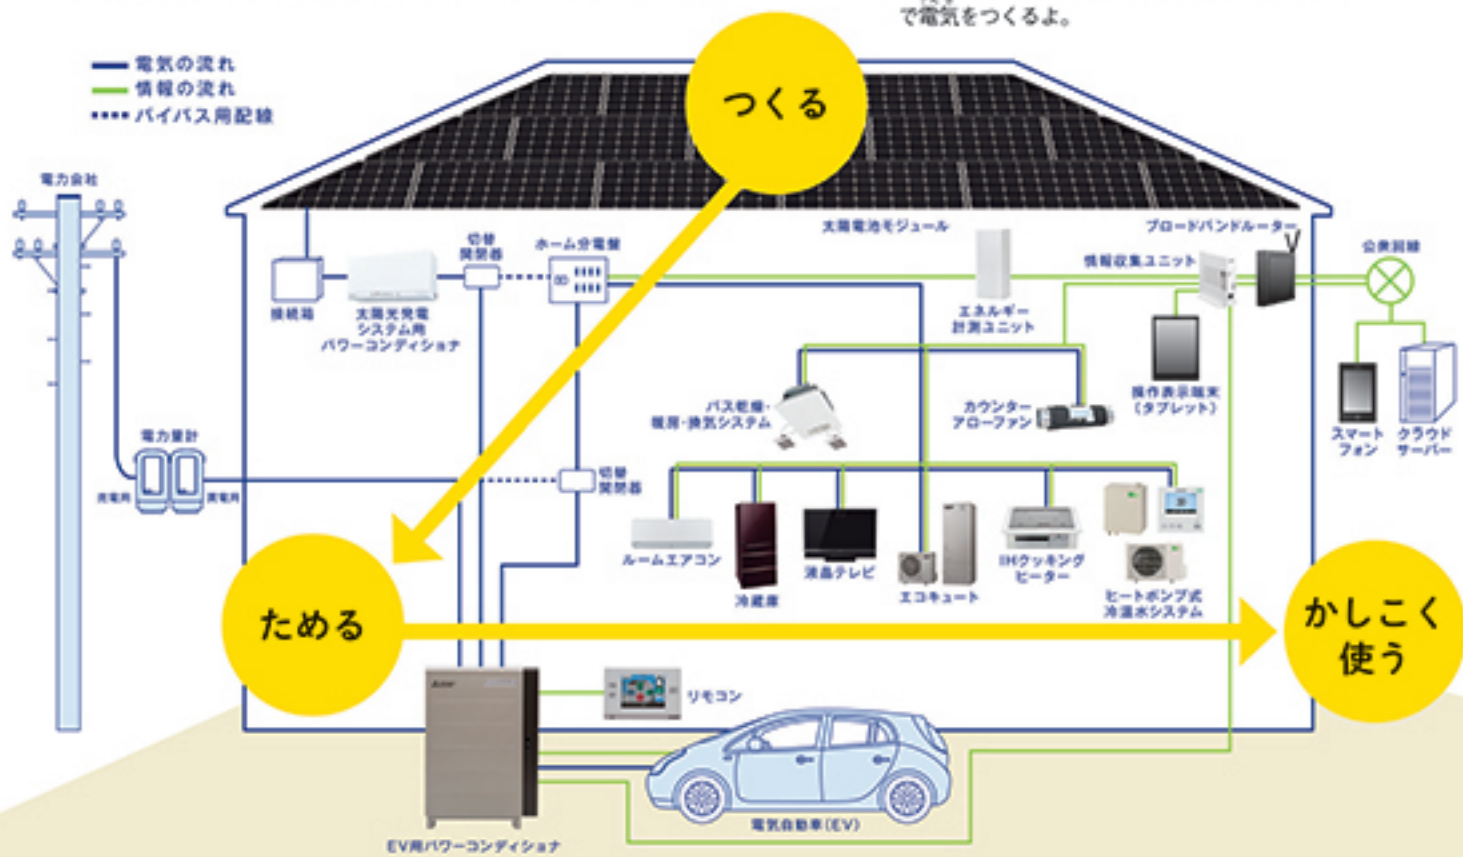 で電気をつくるよ。
電気の流れ
情報の流れ
バイパス用配線
つくる
電力会社
太陽電池モジュール
ブロードバンドルーター
切替
開閉器
ホーム分電盤
情報収集ユニット
公衆回線
接続箱
太陽光発電
システム用
パワーコンディショナ
エネルギー
計測ユニット
操作表示端末
(タブレット)
バス乾燥・
暖房・換気システム
カウンター
アローファン
スマート
フォン
クラウド
サーバー
電力量計
売電用
買電用
切替
開閉器
ルームエアコン
冷蔵庫
液晶テレビ
エコキュート
IHクッキング
ヒーター
ヒートポンプ式
冷温水システム
ためる
かしこく
使う
リモコン
電気自動車(EV)
EV用パワーコンディショナ